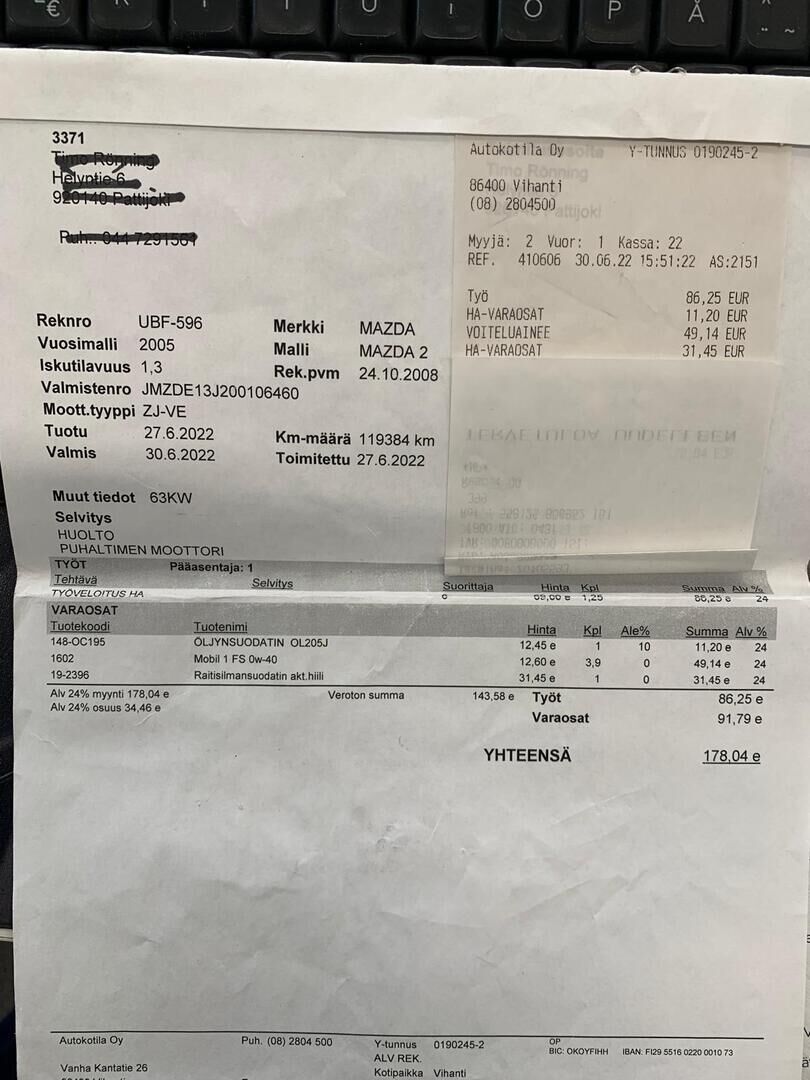 3371
Autokotila Oy Y-TUNNUS 0190245-2
86400 Vihanti
(08) 2804500
Myyjä: 2 Vuor: 1 Kassa: 22
REF. 410606 30.06.22 15:51:22 AS:2151
Työ 86,25 EUR
HA-VARAOSAT 11,20 EUR
VOITELUAINEE 49,14 EUR
HA-VARAOSAT 31,45 EUR
Reknro UBF-596 Merkki MAZDA
Vuosimalli 2005 Malli MAZDA 2
Iskutilavuus 1,3 Rek.pvm 24.10.2008
Valmistenro JMZDE13J200106460
Moott.tyyppi ZJ-VE
Tuotu 27.6.2022 Km-määrä 119384 km
Valmis 30.6.2022 Toimitettu 27.6.2022
Muut tiedot 63KW
Selvitys
HUOLTO
PUHALTIMEN MOOTTORI
TYÖT Pääasentaja: 1
Tehtävä Selvitys Suorittaja Hinta Kpl Summa Alv %
TYÖVELOITUS HA 69,00 e 1,25 86,25 e 24
VARAOSAT
Tuotekoodi Tuotenimi Hinta Kpl Ale% Summa Alv %
148-OC195 ÖLJYNSUODATIN OL205J 12,45 e 1 10 11,20 e 24
1602 Mobil 1 FS 0w-40 12,60 e 3,9 0 49,14 e 24
19-2396 Raitisilmansuodatin akt.hiili 31,45 e 1 0 31,45 e 24
Alv 24% myynti 178,04 e Veroton summa 143,58 e Työt 86,25 e
Alv 24% osuus 34,46 e Varaosat 91,79 e
YHTEENSÄ 178,04 e
Autokotila Oy Puh. (08) 2804 500 Y-tunnus 0190245-2 OP
ALV REK. BIC: OKOYFIHH IBAN: FI29 5516 0220 0010 73
Vanha Kantatie 26 Kotipaikka Vihanti